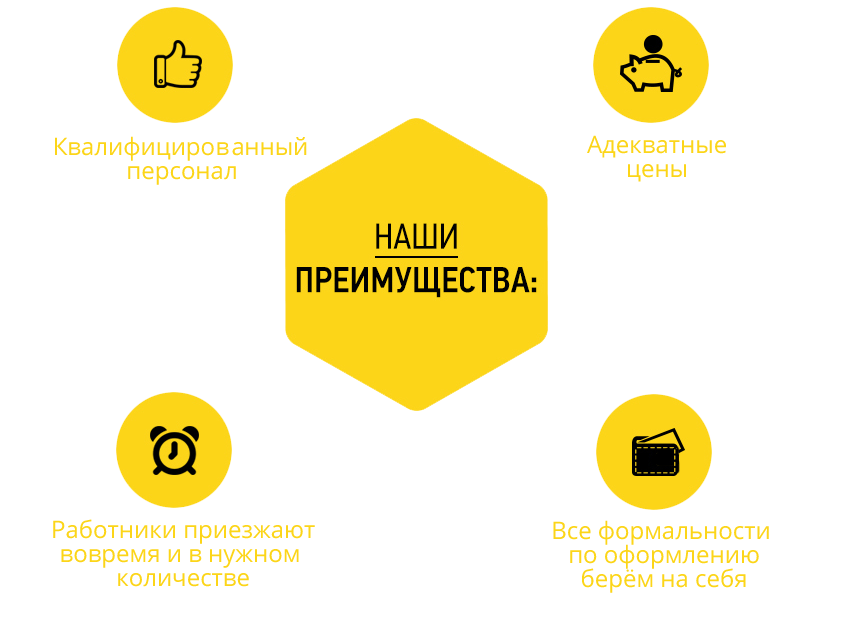 Квалифицированный
персонал
Адекватные
цены
НАШИ
ПРЕИМУЩЕСТВА:
Работники приезжают
вовремя и в нужном
количестве
Все формальности
по оформлению
берём на себя